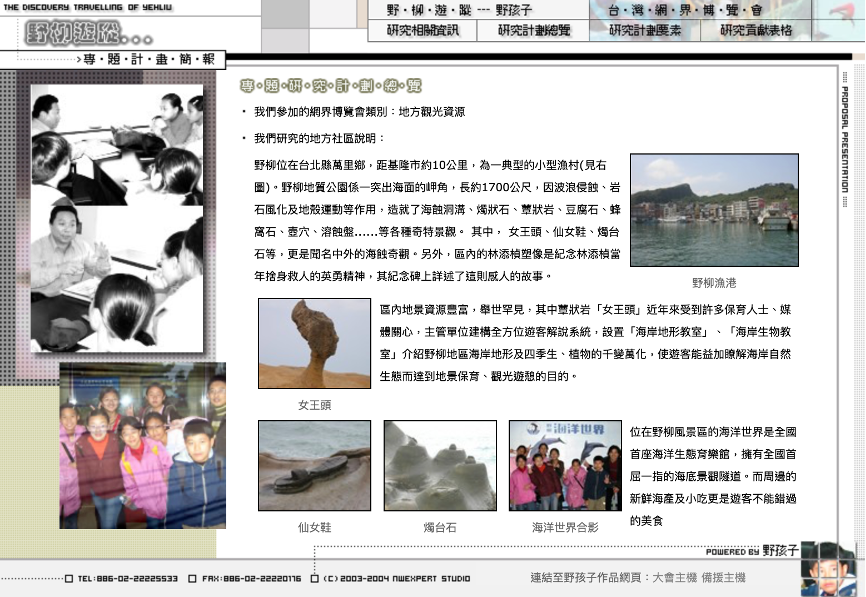 THE DISCOVERY TRAVELLING OF YEHLIU
野柳遊蹤...
專‧題‧計‧畫‧簡‧報
野‧柳‧遊‧蹤 --- 野孩子
台‧灣‧網‧界‧博‧覽‧會
研究相關資訊
研究計劃總覽
研究計劃要素
研究貢獻表格
專‧題‧研‧究‧計‧劃‧總‧覽
‧ 我們參加的網界博覽會類別：地方觀光資源
‧ 我們研究的地方社區說明：
野柳位在台北縣萬里鄉，距基隆市約10公里，為一典型的小型漁村(見右
圖)。野柳地質公園係一突出海面的岬角，長約1700公尺，因波浪侵蝕、岩
石風化及地殼運動等作用，造就了海蝕洞溝、燭狀石、蕈狀岩、豆腐石、蜂
窩石、壺穴、溶蝕盤......等各種奇特景觀。 其中， 女王頭、仙女鞋、燭台
石等，更是聞名中外的海蝕奇觀。另外，區內的林添楨塑像是紀念林添楨當
年捨身救人的英勇精神，其紀念碑上詳述了這則感人的故事。
野柳漁港
區內地景資源豐富，舉世罕見，其中蕈狀岩「女王頭」近年來受到許多保育人士、媒
體關心，主管單位建構全方位遊客解說系統，設置「海岸地形教室」、「海岸生物教
室」介紹野柳地區海岸地形及四季生、植物的千變萬化，使遊客能益加瞭解海岸自然
生態而達到地景保育、觀光遊憩的目的。
女王頭
海洋世界
位在野柳風景區的海洋世界是全國
首座海洋生態育樂館，擁有全國首
屈一指的海底景觀隧道。而周邊的
新鮮海產及小吃更是遊客不能錯過
的美食
仙女鞋
燭台石
海洋世界合影
PROPOSAL PRESENTATION
POWERED BY 野孩子
TEL:886-02-22225533
FAX:886-02-22220116
(C)2003-2004 NWEXPERT STUDIO
連結至野孩子作品網頁：大會主機 備援主機